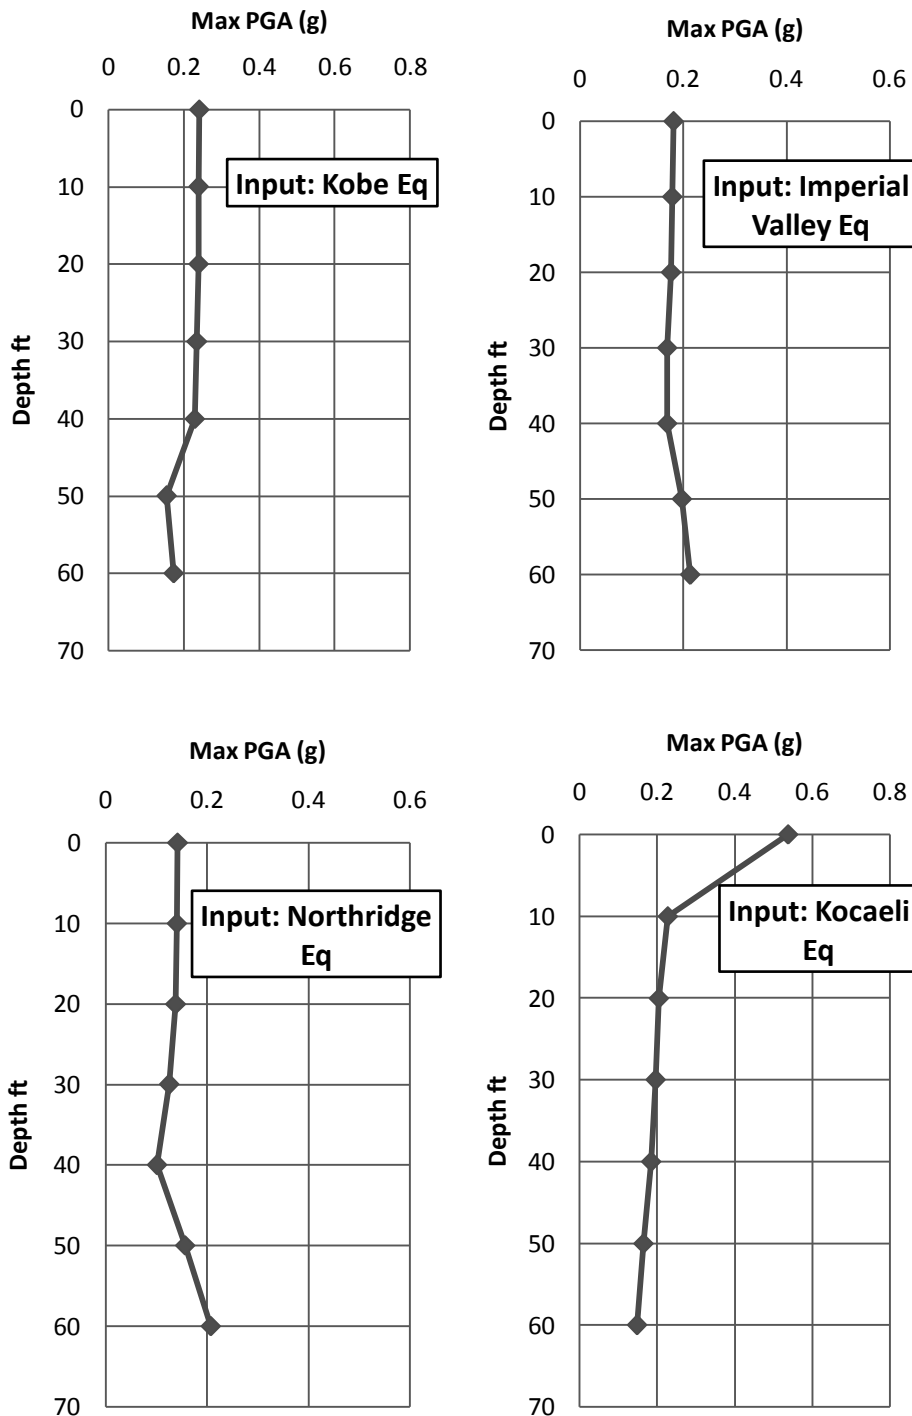 Max PGA (g)
0 0.2 0.4 0.6 0.8
0
10
20
30
40
50
60
70
Depth ft
Input: Kobe Eq
Max PGA (g)
0 0.2 0.4 0.6
0
10
20
30
40
50
60
70
Depth ft
Input: Imperial
Valley Eq
Max PGA (g)
0 0.2 0.4 0.6
0
10
20
30
40
50
60
70
Depth ft
Input: Northridge
Eq
Max PGA (g)
0 0.2 0.4 0.6 0.8
0
10
20
30
40
50
60
70
Depth ft
Input: Kocaeli
Eq